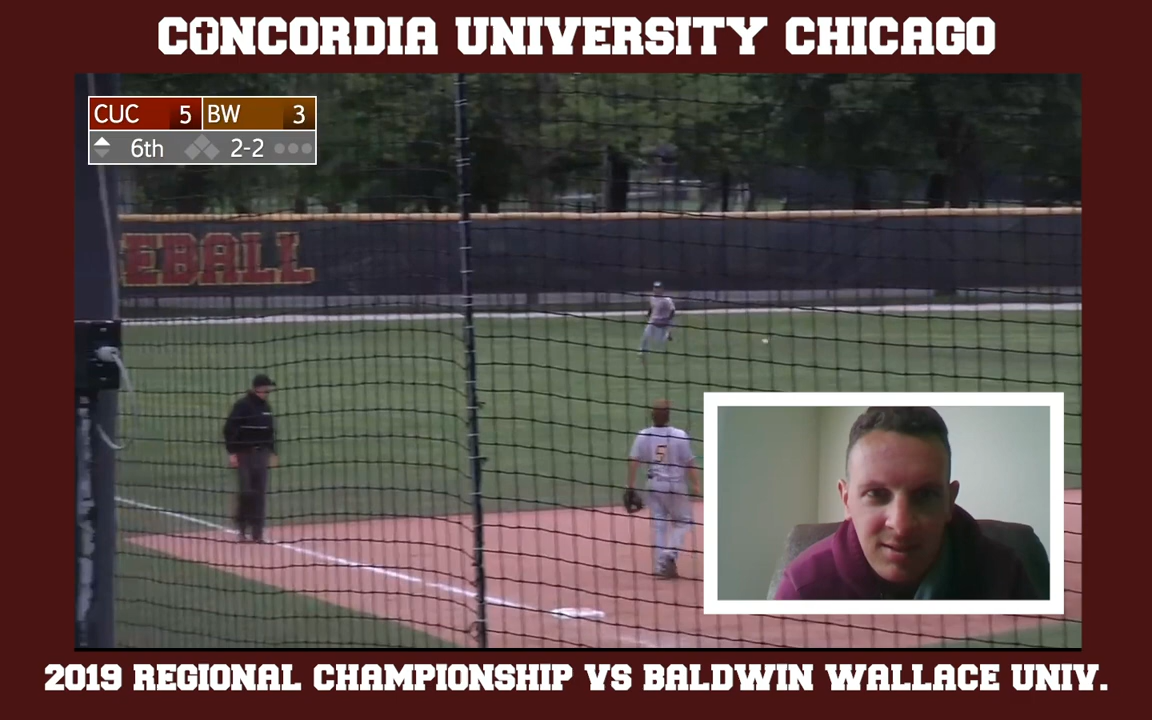 CONCORDIA UNIVERSITY CHICAGO
CUC 5 BW 3
6th 2-2
EBALL
5
2019 REGIONAL CHAMPIONSHIP VS BALDWIN WALLACE UNIV.